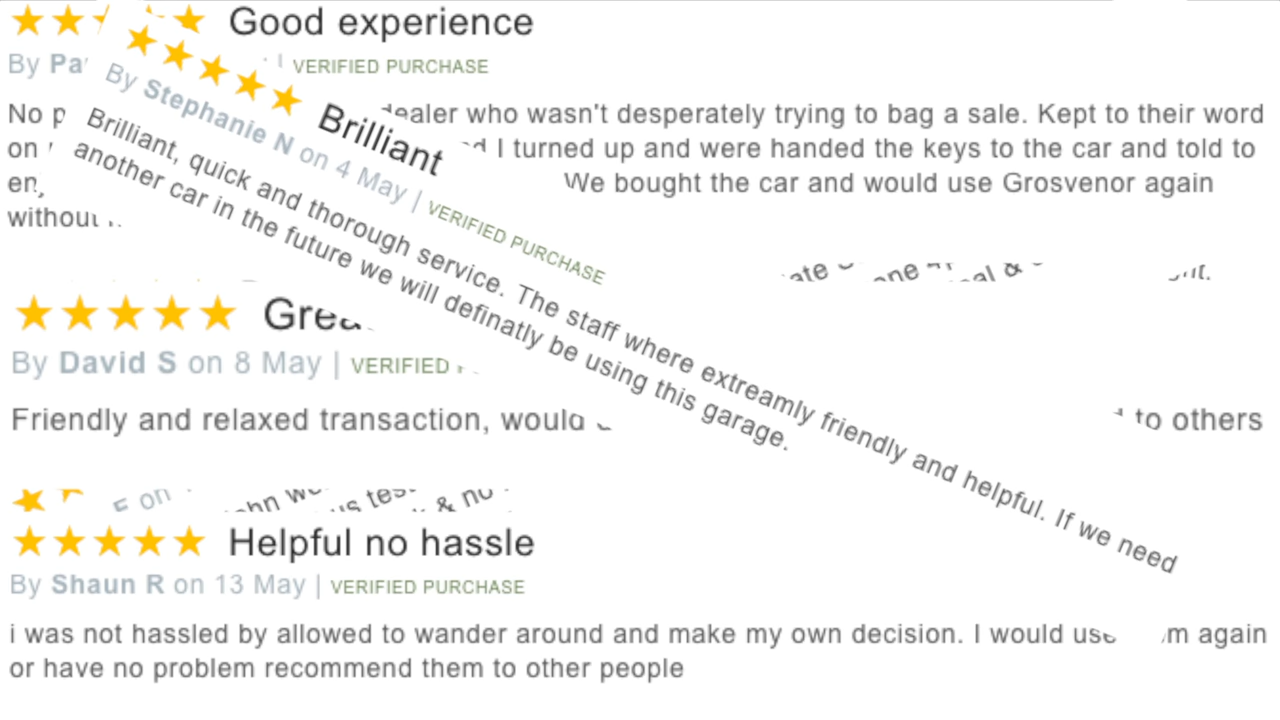 Good experience
By
VERIFIED PURCHASE
No
dealer who wasn't desperately trying to bag a sale. Kept to their word
on
I turned up and were handed the keys to the car and told to
We bought the car and would use Grosvenor again
without
Brilliant
By Stephanie N on 4 May | VERIFIED PURCHASE
Brilliant, quick and thorough service. The staff where extreamly friendly and helpful. If we need
another car in the future we will definatly be using this garage.
By David S on 8 May | VERIFIED
Friendly and relaxed transaction, would
to others
on
Helpful no hassle
By Shaun R on 13 May | VERIFIED PURCHASE
i was not hassled by allowed to wander around and make my own decision. I would use
again
or have no problem recommend them to other people